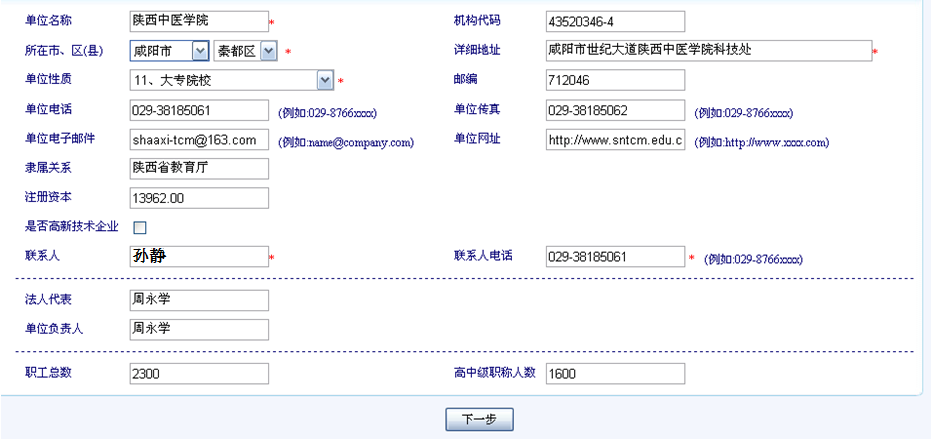 单位名称 陕西中医学院 * 机构代码 43520346-4
所在市、区(县) 咸阳市 秦都区 * 详细地址 咸阳市世纪大道陕西中医学院科技处 *
单位性质 11、大专院校 * 邮编 712046
单位电话 029-38185061 (例如:029-8766xxxx) 单位传真 029-38185062 (例如:029-8766xxxx)
单位电子邮件 shaaxi-tcm@163.com (例如:name@company.com) 单位网址 http://www.sntcm.edu.c (例如:http://www.xxxx.com)
隶属关系 陕西省教育厅
注册资本 13962.00
是否高新技术企业
联系人 孙静 * 联系人电话 029-38185061 * (例如:029-8766xxxx)
法人代表 周永学
单位负责人 周永学
职工总数 2300 高中级职称人数 1600
下一步